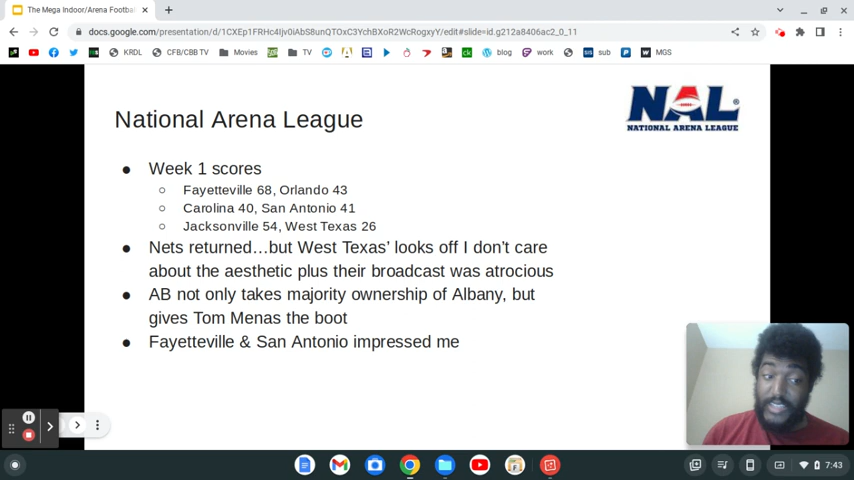 The Mega Indoor/Arena Footba
docs.google.com/presentation/d/1CXEp1FRHc4Ijv0iAbS8unQTOxC3YchBXoR2WcRogxyY/edit#slide=id.g212a8406ac2_0_11
KRDL CFB/CBB TV Movies TV blog work sub MGS
NAL
NATIONAL ARENA LEAGUE
National Arena League
● Week 1 scores
○ Fayetteville 68, Orlando 43
○ Carolina 40, San Antonio 41
○ Jacksonville 54, West Texas 26
● Nets returned…but West Texas’ looks off I don’t care
about the aesthetic plus their broadcast was atrocious
● AB not only takes majority ownership of Albany, but
gives Tom Menas the boot
● Fayetteville & San Antonio impressed me
7:43